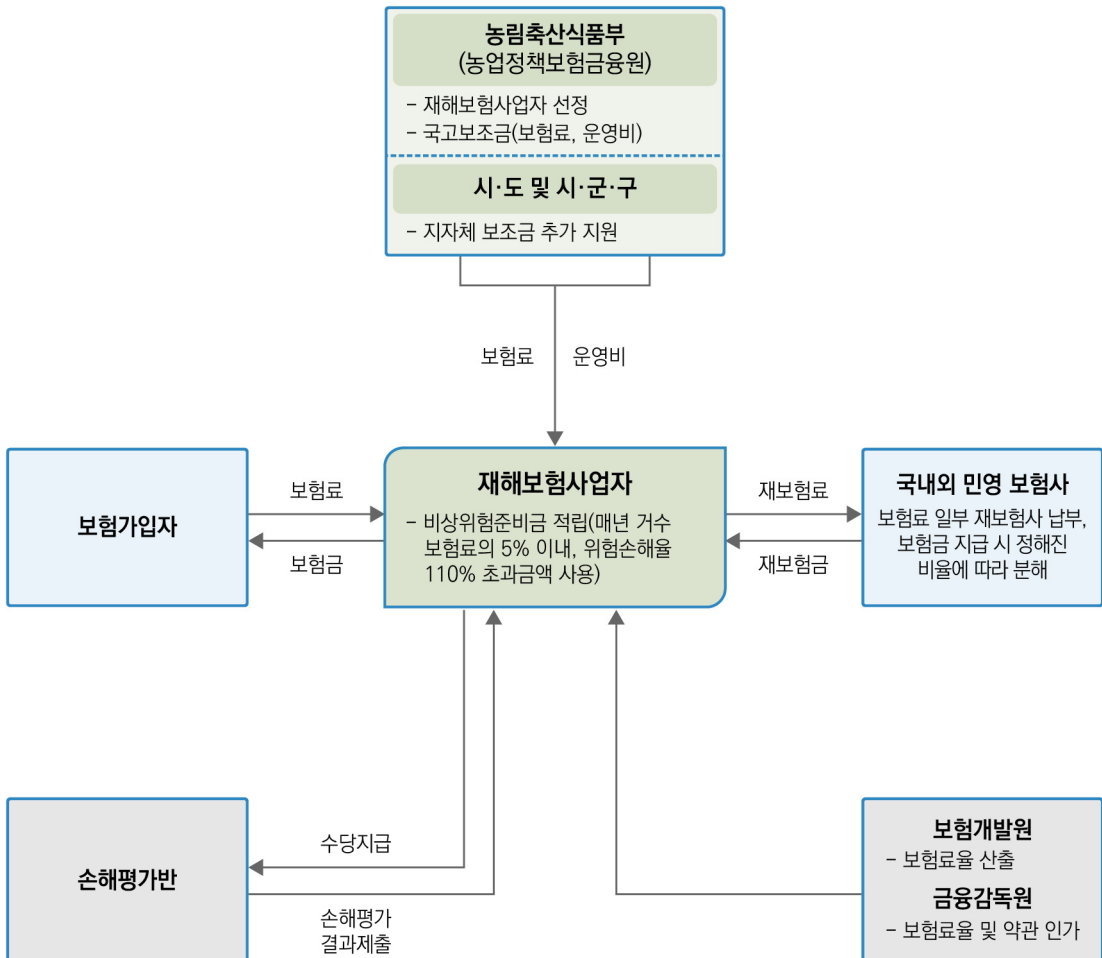 농림축산식품부
(농업정책보험금융원)
- 재해보험사업자 선정
- 국고보조금(보험료, 운영비)
시·도 및 시·군·구
- 지자체 보조금 추가 지원
보험료
운영비
보험가입자
보험료
보험금
재해보험사업자
- 비상위험준비금 적립(매년 거수
보험료의 5% 이내, 위험손해율
110% 초과금액 사용)
재보험료
재보험금
국내외 민영 보험사
보험료 일부 재보험사 납부,
보험금 지급 시 정해진
비율에 따라 분해
손해평가반
수당지급
손해평가
결과제출
보험개발원
- 보험료율 산출
금융감독원
- 보험료율 및 약관 인가